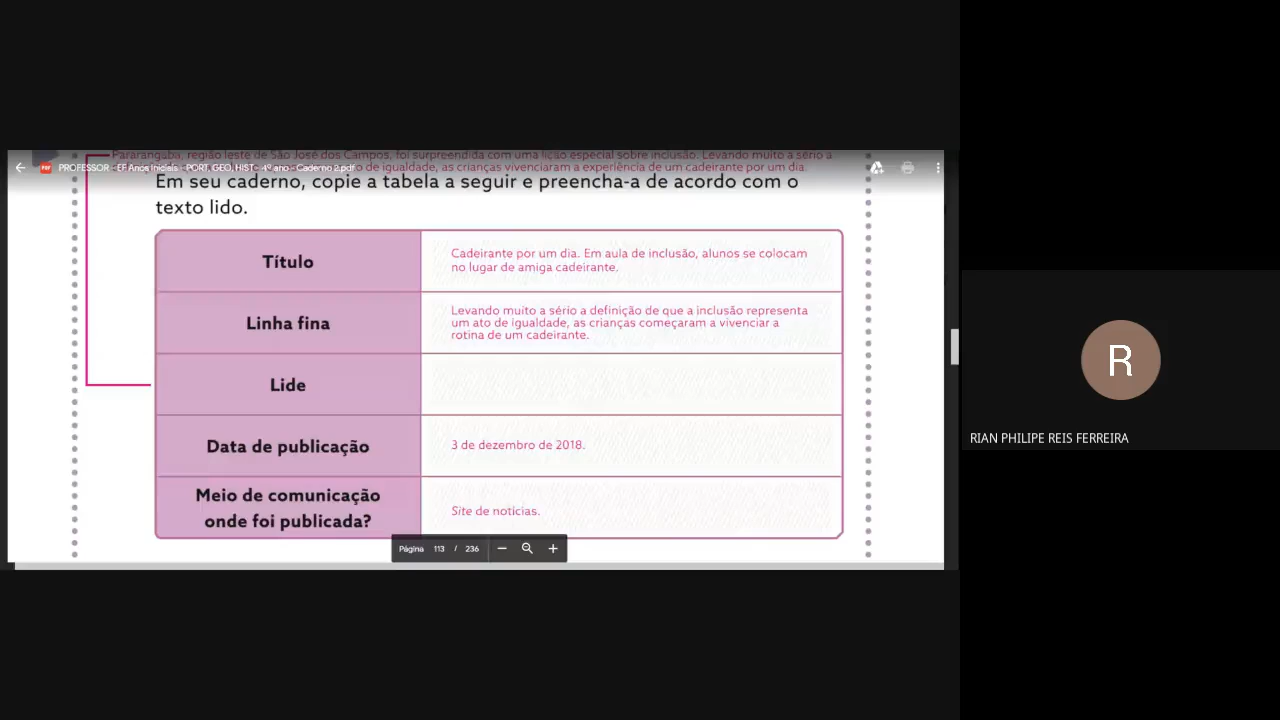 Pararangaba, região leste de São José dos Campos, foi surpreendida com uma lição especial sobre inclusão. Levando muito a sério a
PROFESSOR - EF Anos Iniciais - PORT, GEO, HIST - 4º ano - Caderno 2.pdf
de igualdade, as crianças vivenciaram a experiência de um cadeirante por um dia.
Em seu caderno, copie a tabela a seguir e preencha-a de acordo com o
texto lido.
Título
Cadeirante por um dia. Em aula de inclusão, alunos se colocam
no lugar de amiga cadeirante.
Linha fina
Levando muito a sério a definição de que a inclusão representa
um ato de igualdade, as crianças começaram a vivenciar a
rotina de um cadeirante.
Lide
Data de publicação
3 de dezembro de 2018.
Meio de comunicação
onde foi publicada?
Site de notícias.
Página 113 / 236
R
RIAN PHILIPE REIS FERREIRA